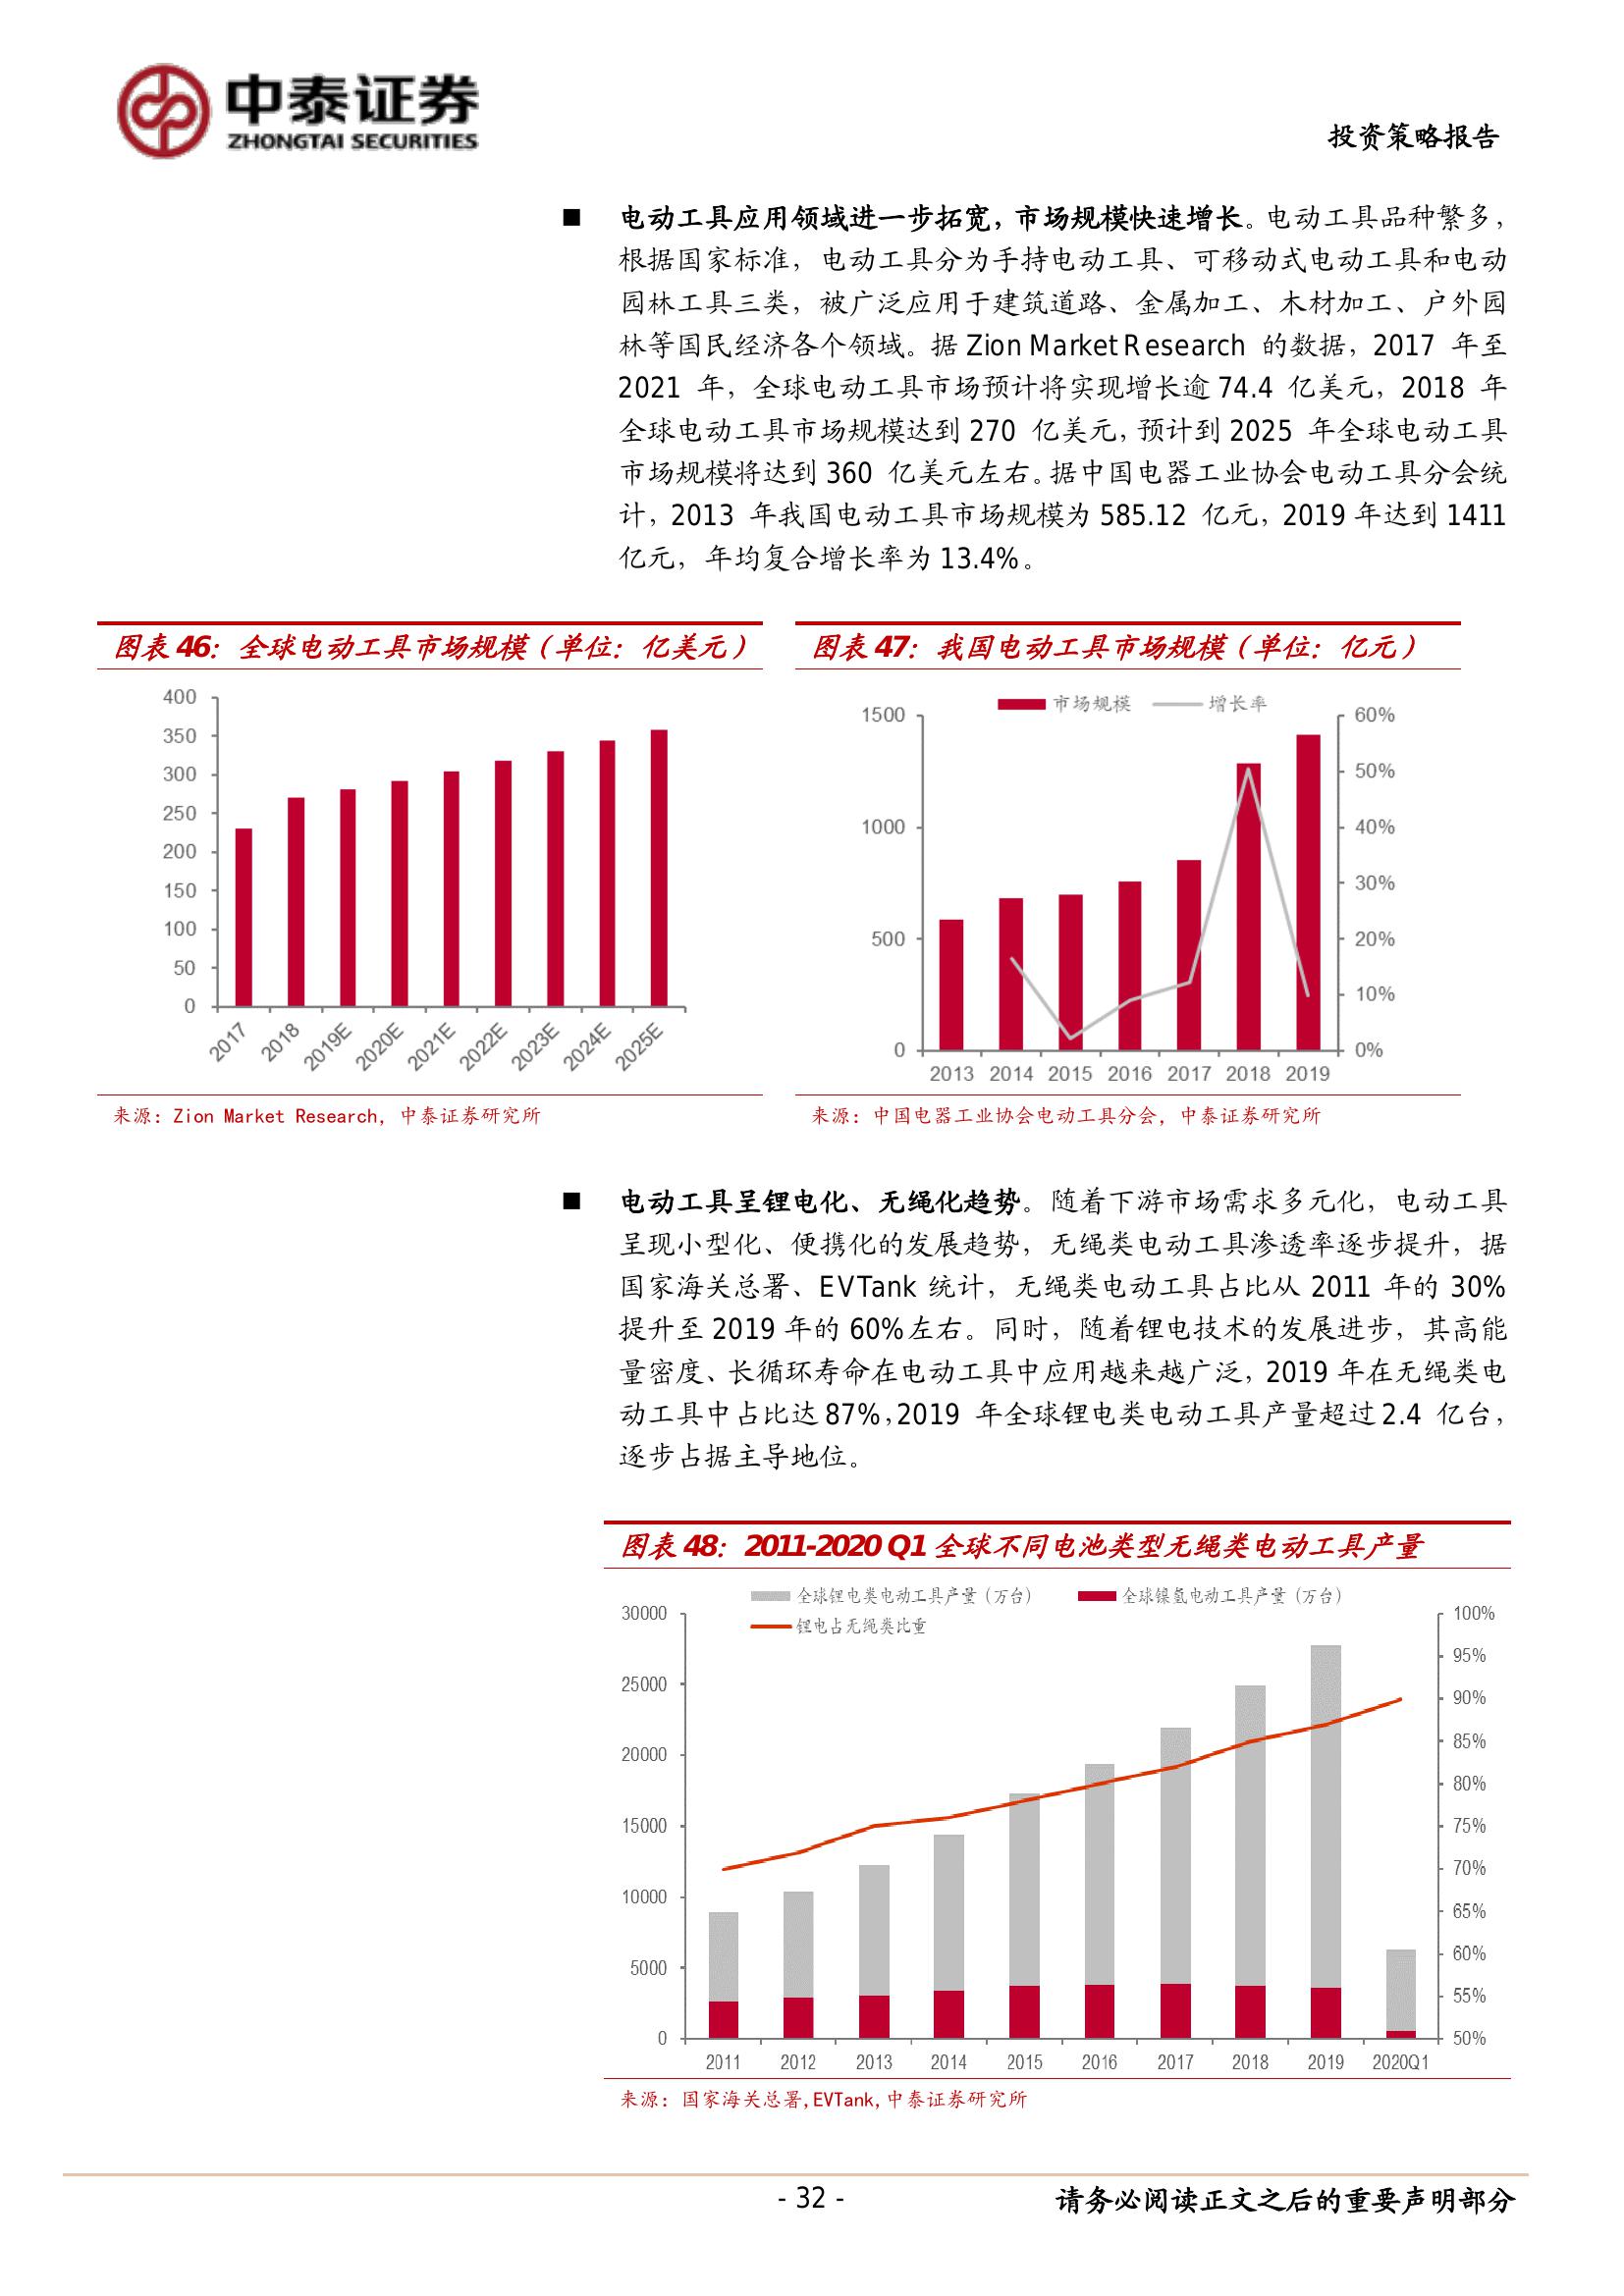 中泰证券
ZHONGTAI SECURITIES
投资策略报告
■ 电动工具应用领域进一步拓宽，市场规模快速增长。电动工具品种繁多，
根据国家标准，电动工具分为手持电动工具、可移动式电动工具和电动
园林工具三类，被广泛应用于建筑道路、金属加工、木材加工、户外园
林等国民经济各个领域。据 Zion Market Research 的数据，2017 年至
2021 年，全球电动工具市场预计将实现增长逾 74.4 亿美元，2018 年
全球电动工具市场规模达到 270 亿美元，预计到 2025 年全球电动工具
市场规模将达到 360 亿美元左右。据中国电器工业协会电动工具分会统
计，2013 年我国电动工具市场规模为 585.12 亿元，2019 年达到 1411
亿元，年均复合增长率为 13.4%。
图表 46：全球电动工具市场规模（单位：亿美元）
400
350
300
250
200
150
100
50
0
2017 2018 2019E 2020E 2021E 2022E 2023E 2024E 2025E
来源：Zion Market Research，中泰证券研究所
图表 47：我国电动工具市场规模（单位：亿元）
市场规模 增长率
1500
1000
500
0
60%
50%
40%
30%
20%
10%
0%
2013 2014 2015 2016 2017 2018 2019
来源：中国电器工业协会电动工具分会，中泰证券研究所
■ 电动工具呈锂电化、无绳化趋势。随着下游市场需求多元化，电动工具
呈现小型化、便携化的发展趋势，无绳类电动工具渗透率逐步提升，据
国家海关总署、EVTank 统计，无绳类电动工具占比从 2011 年的 30%
提升至 2019 年的 60%左右。同时，随着锂电技术的发展进步，其高能
量密度、长循环寿命在电动工具中应用越来越广泛，2019 年在无绳类电
动工具中占比达 87%，2019 年全球锂电类电动工具产量超过 2.4 亿台，
逐步占据主导地位。
图表 48：2011-2020 Q1 全球不同电池类型无绳类电动工具产量
全球锂电类电动工具产量（万台） 全球镍氢电动工具产量（万台）
锂电占无绳类比重
30000
25000
20000
15000
10000
5000
0
100%
95%
90%
85%
80%
75%
70%
65%
60%
55%
50%
2011 2012 2013 2014 2015 2016 2017 2018 2019 2020Q1
来源：国家海关总署,EVTank,中泰证券研究所
- 32 -
请务必阅读正文之后的重要声明部分